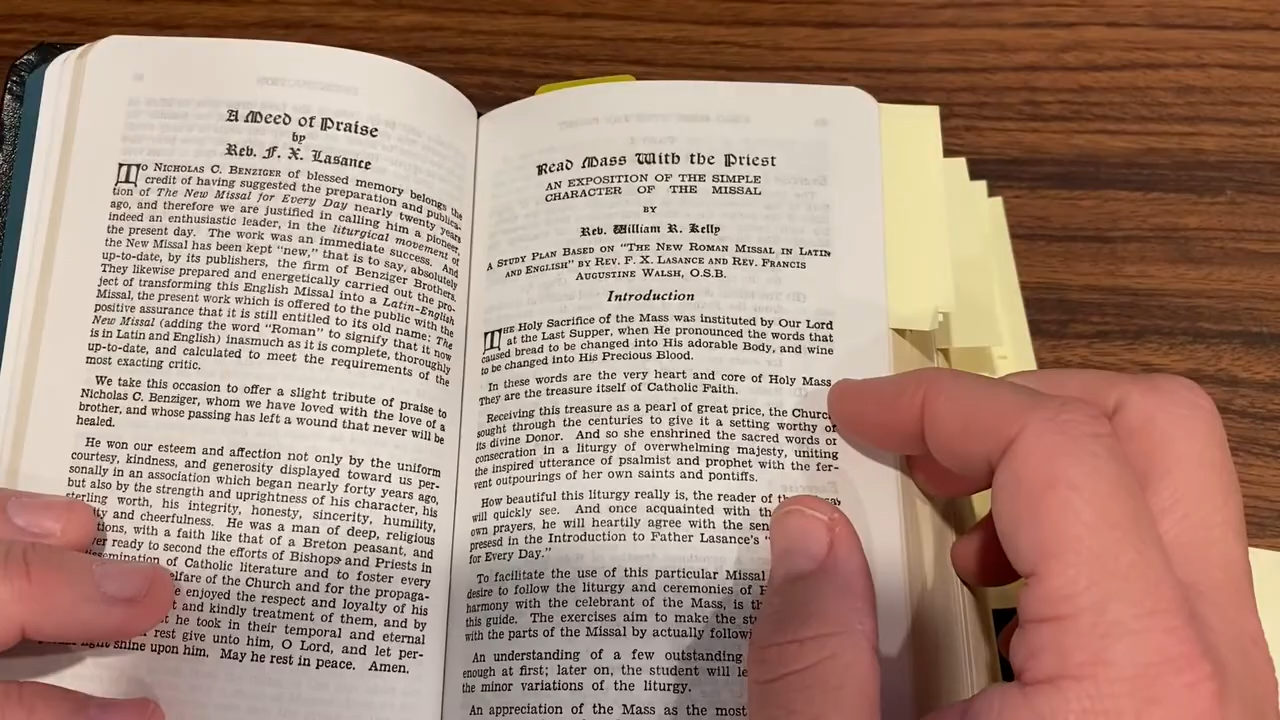 A Meed of Praise
by
Rev. F. X. Lasance
TO NICHOLAS C. BENZIGER of blessed memory belongs the
credit of having suggested the preparation and publica-
tion of The New Missal for Every Day nearly twenty years
ago, and therefore we are justified in calling him a pioneer,
indeed an enthusiastic leader, in the liturgical movement of
the present day. The work was an immediate success. And
the New Missal has been kept "new," that is to say, absolutely
up-to-date, by its publishers, the firm of Benziger Brothers.
They likewise prepared and energetically carried out the pro-
ject of transforming this English Missal into a Latin-English
Missal, the present work which is offered to the public with the
positive assurance that it is still entitled to its old name: The
New Missal (adding the word "Roman" to signify that it now
is in Latin and English) inasmuch as it is complete, thoroughly
up-to-date, and calculated to meet the requirements of the
most exacting critic.
We take this occasion to offer a slight tribute of praise to
Nicholas C. Benziger, whom we have loved with the love of a
brother, and whose passing has left a wound that never will be
healed.
He won our esteem and affection not only by the uniform
courtesy, kindness, and generosity displayed toward us per-
sonally in an association which began nearly forty years ago,
but also by the strength and uprightness of his character, his
sterling worth, his integrity, honesty, sincerity, humility,
and cheerfulness. He was a man of deep, religious
with a faith like that of a Breton peasant, and
ready to second the efforts of Bishops and Priests in
dissemination of Catholic literature and to foster every
welfare of the Church and for the propaga-
enjoyed the respect and loyalty of his
and kindly treatment of them, and by
he took in their temporal and eternal
rest give unto him, O Lord, and let per-
light shine upon him. May he rest in peace. Amen.
Read Mass With the Priest
AN EXPOSITION OF THE SIMPLE
CHARACTER OF THE MISSAL
BY
Rev. William R. Kelly
A STUDY PLAN BASED ON "THE NEW ROMAN MISSAL IN LATIN
AND ENGLISH" BY REV. F. X. LASANCE AND REV. FRANCIS
AUGUSTINE WALSH, O.S.B.
Introduction
THE Holy Sacrifice of the Mass was instituted by Our Lord
at the Last Supper, when He pronounced the words that
caused bread to be changed into His adorable Body, and wine
to be changed into His Precious Blood.
In these words are the very heart and core of Holy Mass
They are the treasure itself of Catholic Faith.
Receiving this treasure as a pearl of great price, the Church
sought through the centuries to give it a setting worthy of
its divine Donor. And so she enshrined the sacred words of
consecration in a liturgy of overwhelming majesty, uniting
the inspired utterance of psalmist and prophet with the fer-
vent outpourings of her own saints and pontiffs.
How beautiful this liturgy really is, the reader of
will quickly see. And once acquainted with
own prayers, he will heartily agree with the
presesd in the Introduction to Father Lasance's "
for Every Day."
To facilitate the use of this particular Missal
desire to follow the liturgy and ceremonies of
harmony with the celebrant of the Mass, is
this guide. The exercises aim to make the
with the parts of the Missal by actually
An understanding of a few outstanding
enough at first; later on, the student will
the minor variations of the liturgy.
An appreciation of the Mass as the most